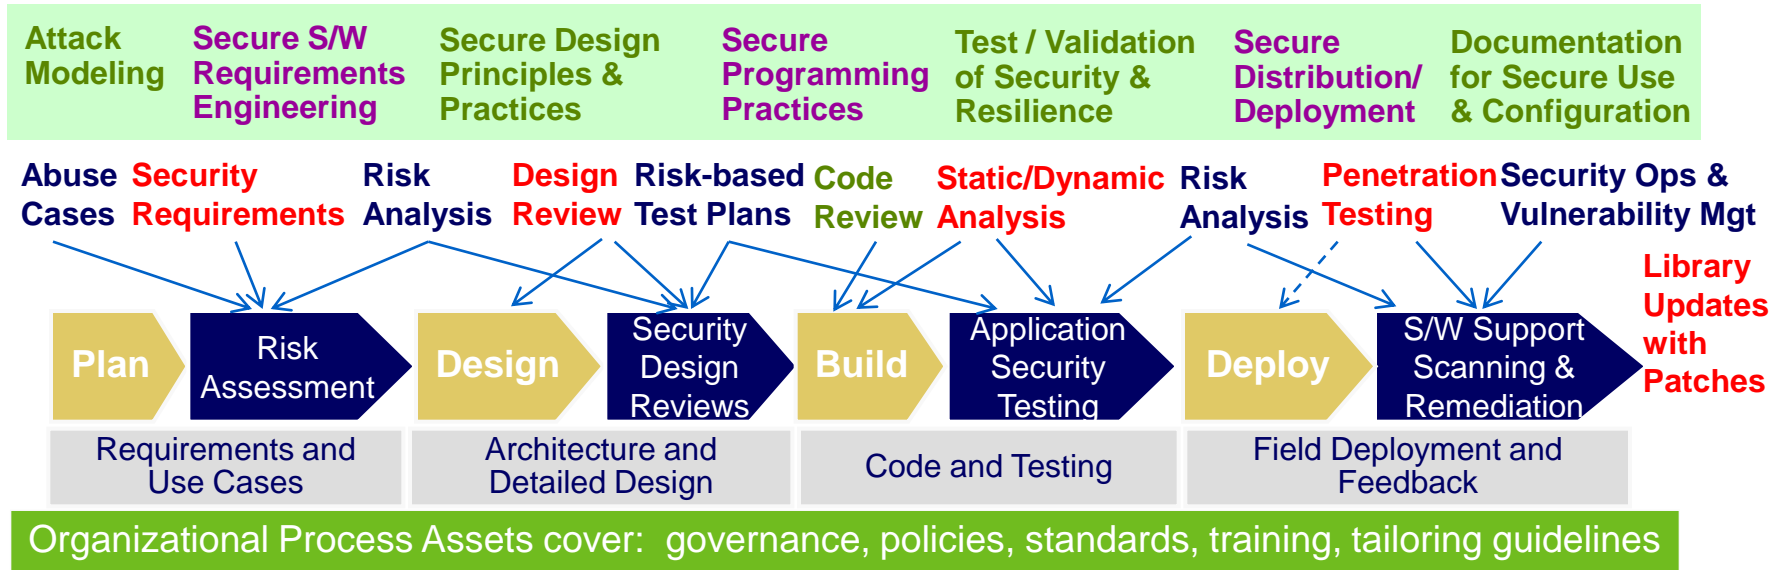 Attack
Modeling
Secure S/W
Requirements
Engineering
Secure Design
Principles &
Practices
Secure
Programming
Practices
Test / Validation
of Security &
Resilience
Secure
Distribution/
Deployment
Documentation
for Secure Use
& Configuration
Abuse
Cases
Security
Requirements
Risk
Analysis
Design
Review
Risk-based
Test Plans
Code
Review
Static/Dynamic
Analysis
Risk
Analysis
Penetration
Testing
Security Ops &
Vulnerability Mgt
Library
Updates
with
Patches
Plan
Risk
Assessment
Design
Security
Design
Reviews
Build
Application
Security
Testing
Deploy
S/W Support
Scanning &
Remediation
Requirements and
Use Cases
Architecture and
Detailed Design
Code and Testing
Field Deployment and
Feedback
Organizational Process Assets cover: governance, policies, standards, training, tailoring guidelines